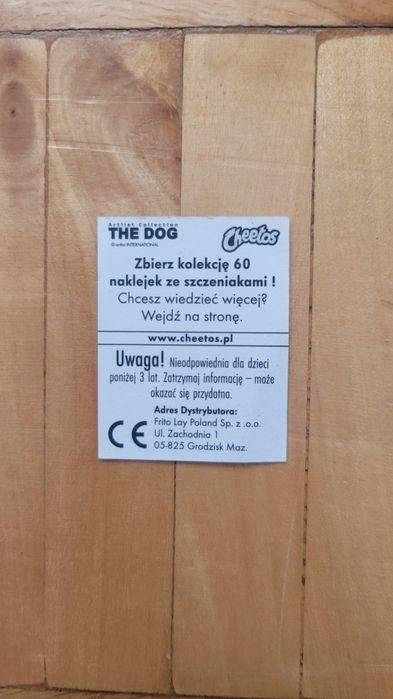 Artlist Collection
THE DOG
© artlist INTERNATIONAL
Cheetos
Zbierz kolekcję 60
naklejek ze szczeniakami !
Chcesz wiedzieć więcej?
Wejdź na stronę.
www.cheetos.pl
Uwaga! Nieodpowiednia dla dzieci
poniżej 3 lat. Zatrzymaj informację – może
okazać się przydatna.
Adres Dystrybutora:
Frito Lay Poland Sp. z .o.o.
Ul. Zachodnia 1
05-825 Grodzisk Maz.
CE